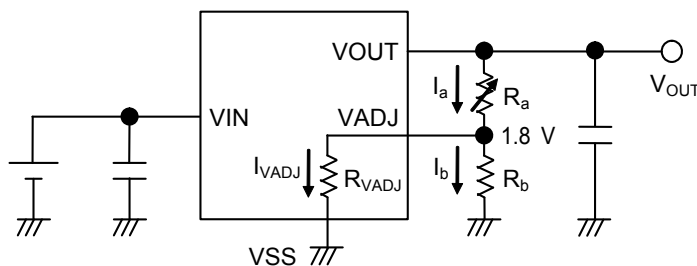 VOUT
VOUT
Ia
Ra
VIN
VADJ
1.8 V
IVADJ
RVADJ
Ib
Rb
VSS